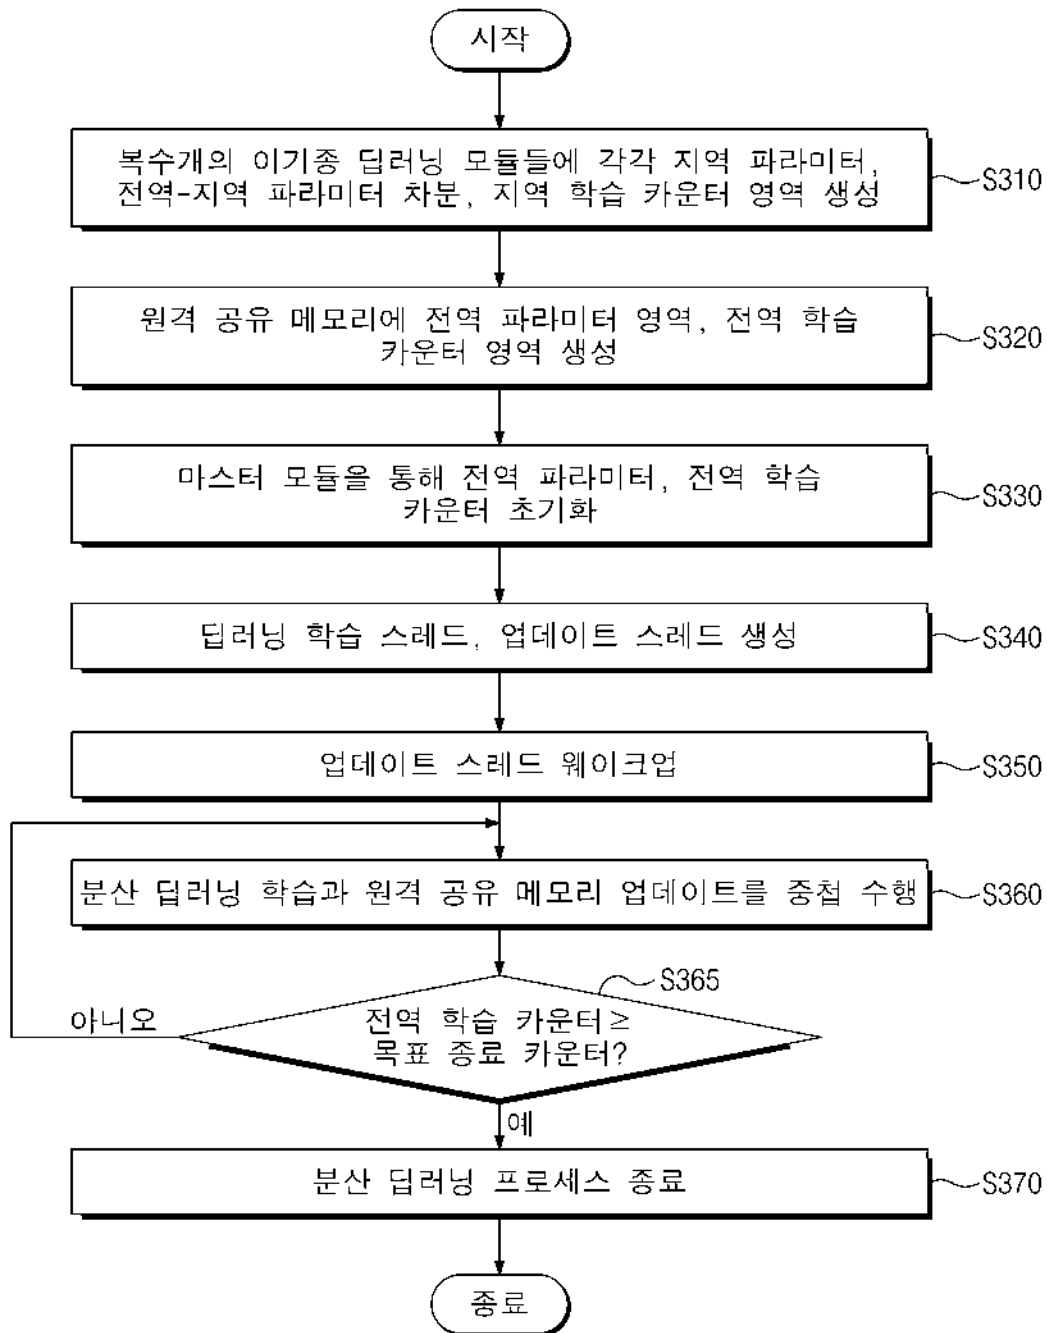 시작
복수개의 이기종 딥러닝 모듈들에 각각 지역 파라미터,
전역-지역 파라미터 차분, 지역 학습 카운터 영역 생성
S310
원격 공유 메모리에 전역 파라미터 영역, 전역 학습
카운터 영역 생성
S320
마스터 모듈을 통해 전역 파라미터, 전역 학습
카운터 초기화
S330
딥러닝 학습 스레드, 업데이트 스레드 생성
S340
업데이트 스레드 웨이크업
S350
분산 딥러닝 학습과 원격 공유 메모리 업데이트를 중첩 수행
S360
S365
전역 학습 카운터≥
목표 종료 카운터?
아니오
예
분산 딥러닝 프로세스 종료
S370
종료